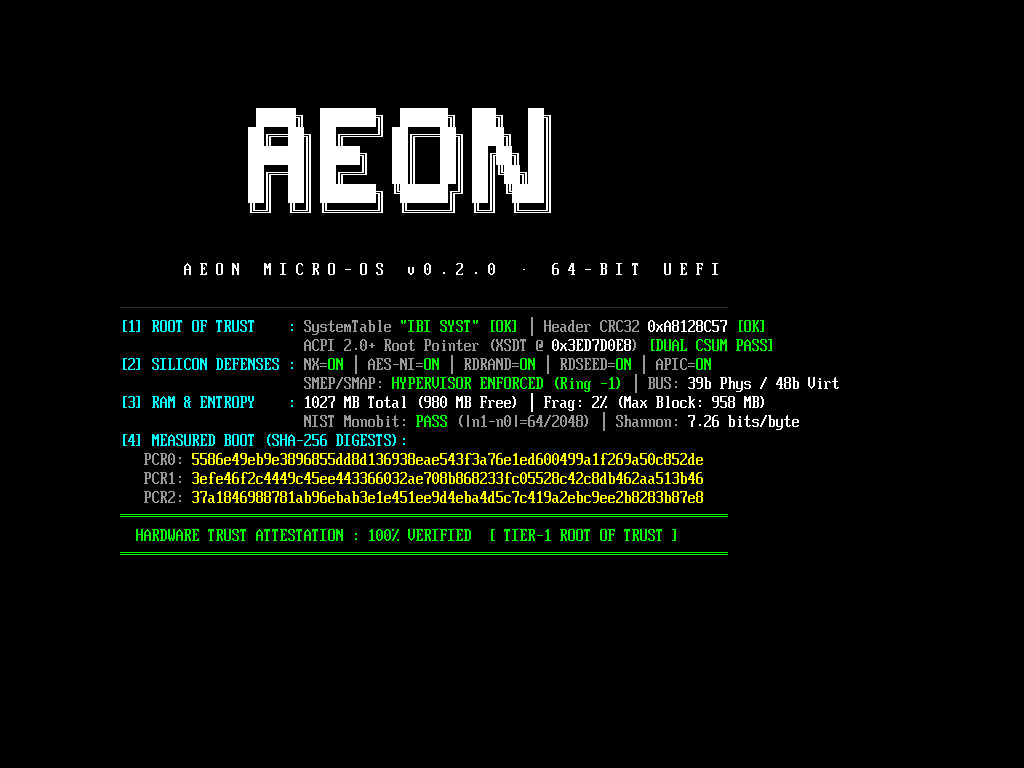 AEON
AEON MICRO-OS v0.2.0 · 64-BIT UEFI
[1] ROOT OF TRUST : SystemTable "IBI SYST" [OK] │ Header CRC32 0xA8128C57 [OK]
ACPI 2.0+ Root Pointer (XSDT @ 0x3ED7D0E8) [DUAL CSUM PASS]
[2] SILICON DEFENSES : NX=ON │ AES-NI=ON │ RDRAND=ON │ RDSEED=ON │ APIC=ON
SMEP/SMAP: HYPERVISOR ENFORCED (Ring -1) │ BUS: 39b Phys / 48b Virt
[3] RAM & ENTROPY : 1027 MB Total (980 MB Free) │ Frag: 2% (Max Block: 958 MB)
NIST Monobit: PASS (|n1-n0|=64/2048) │ Shannon: 7.26 bits/byte
[4] MEASURED BOOT (SHA-256 DIGESTS):
PCR0: 5586e49eb9e3896855dd8d136938eae543f3a76e1ed600499a1f269a50c852de
PCR1: 3efe46f2c4449c45ee443366032ae708b868233fc05528c42c8db462aa513b46
PCR2: 37a1846988781ab96ebab3e1e451ee9d4eba4d5c7c419a2ebc9ee2b8283b87e8
HARDWARE TRUST ATTESTATION : 100% VERIFIED [ TIER-1 ROOT OF TRUST ]